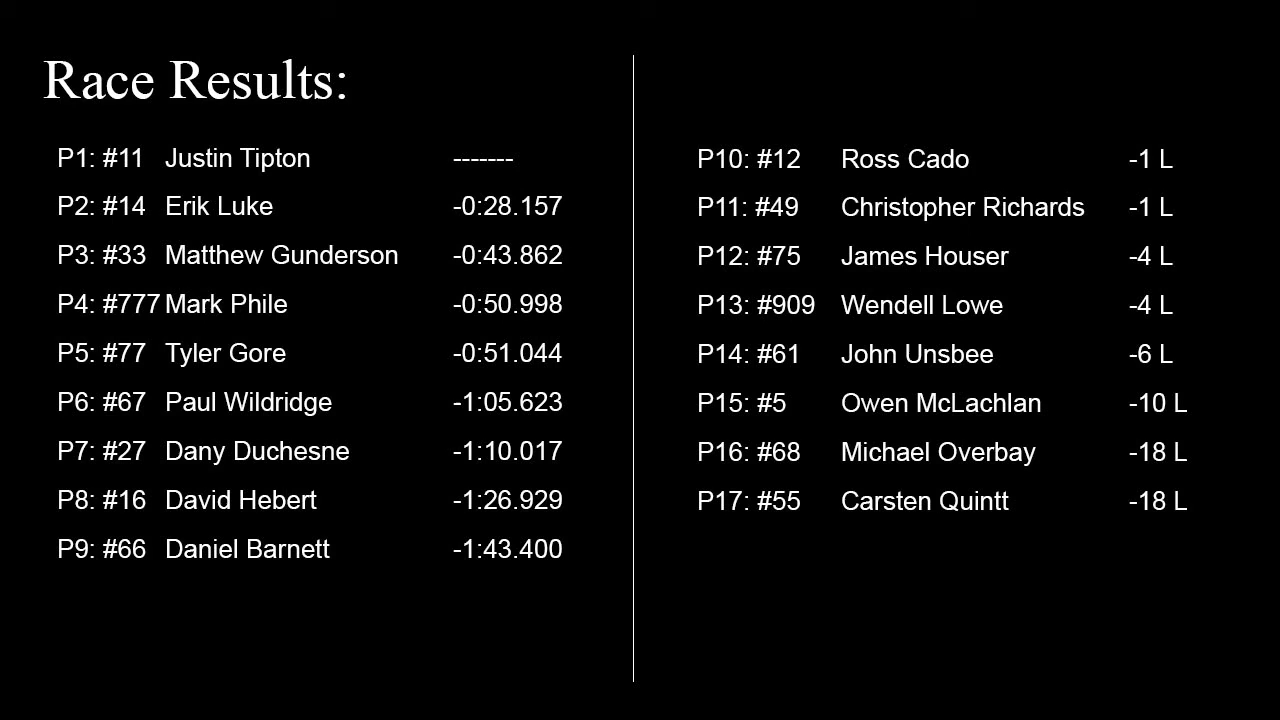 Race Results:
P1: #11 Justin Tipton -------
P2: #14 Erik Luke -0:28.157
P3: #33 Matthew Gunderson -0:43.862
P4: #777 Mark Phile -0:50.998
P5: #77 Tyler Gore -0:51.044
P6: #67 Paul Wildridge -1:05.623
P7: #27 Dany Duchesne -1:10.017
P8: #16 David Hebert -1:26.929
P9: #66 Daniel Barnett -1:43.400
P10: #12 Ross Cado -1 L
P11: #49 Christopher Richards -1 L
P12: #75 James Houser -4 L
P13: #909 Wendell Lowe -4 L
P14: #61 John Unsbee -6 L
P15: #5 Owen McLachlan -10 L
P16: #68 Michael Overbay -18 L
P17: #55 Carsten Quintt -18 L